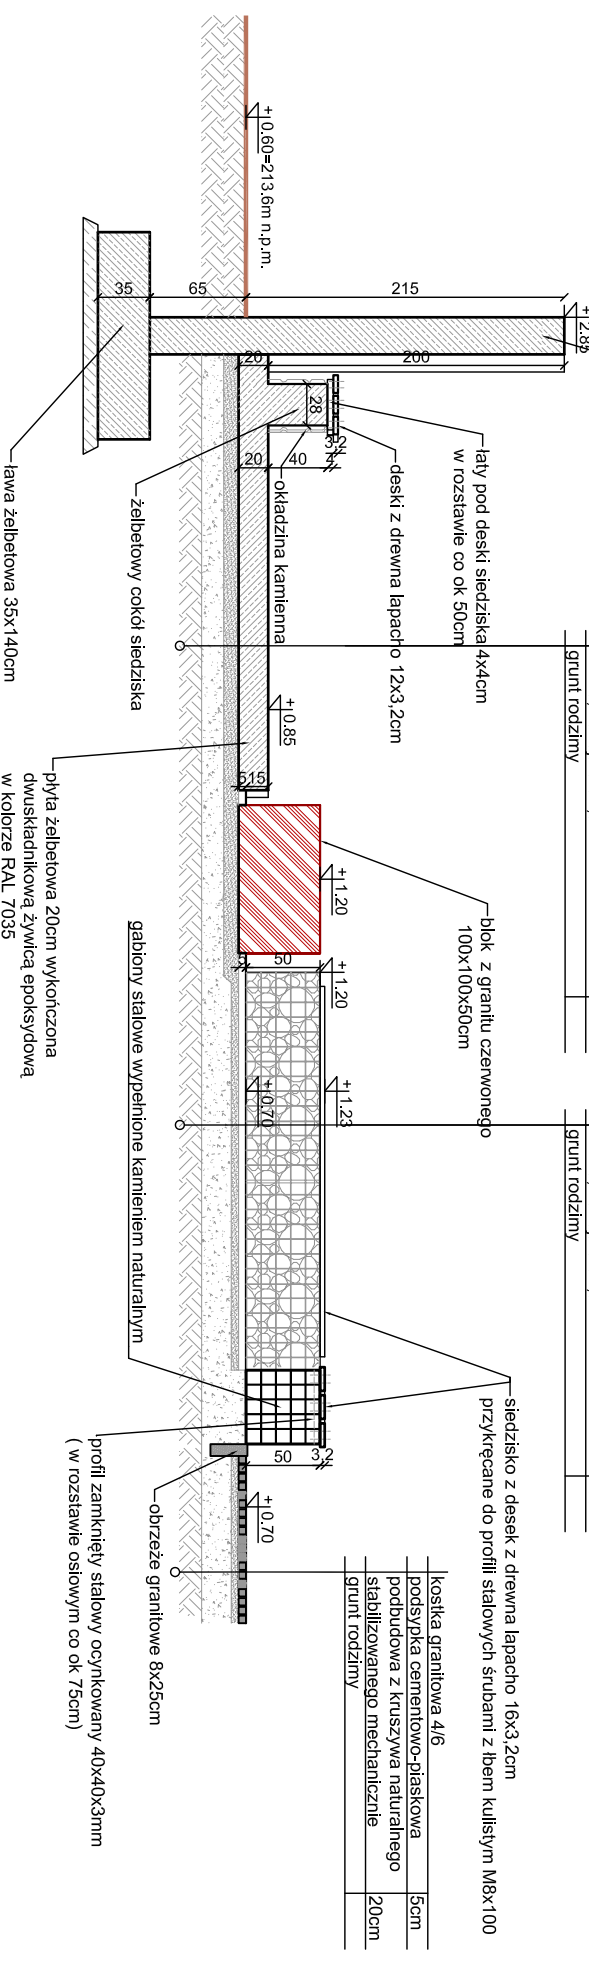 +0.60=213.6m n.p.m.
35
65
215
20
200
28
3,2
20
40
4
łaty pod deski siedziska 4x4cm
w rozstawie co ok 50cm
deski z drewna lapacho 12x3,2cm
okładzina kamienna
żelbetowy cokół siedziska
ława żelbetowa 35x140cm
grunt rodzimy
+0.85
5
15
płyta żelbetowa 20cm wykończona
dwuskładnikową żywicą epoksydową
w kolorze RAL 7035
+1.20
blok z granitu czerwonego
100x100x50cm
5
50
+1.20
+1.23
+0.70
gabiony stalowe wypełnione kamieniem naturalnym
grunt rodzimy
siedzisko z desek z drewna lapacho 16x3,2cm
przykręcane do profili stalowych śrubami z łbem kulistym M8x100
50
3,2
+0.70
profil zamknięty stalowy ocynkowany 40x40x3mm
( w rozstawie osiowym co ok 75cm)
obrzeże granitowe 8x25cm
kostka granitowa 4/6
podsypka cementowo-piaskowa 5cm
podbudowa z kruszywa naturalnego
stabilizowanego mechanicznie 20cm
grunt rodzimy